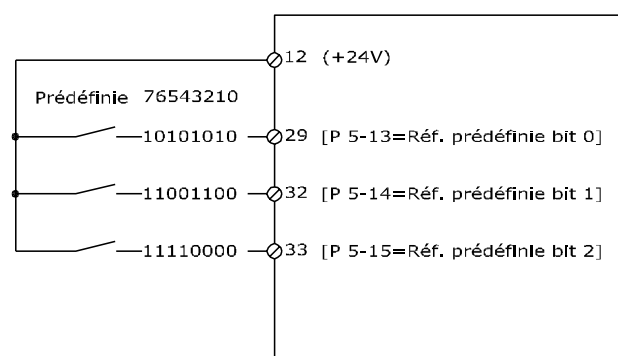 12 (+24V)
Prédéfinie 76543210
10101010 29 [P 5-13=Réf. prédéfinie bit 0]
11001100 32 [P 5-14=Réf. prédéfinie bit 1]
11110000 33 [P 5-15=Réf. prédéfinie bit 2]